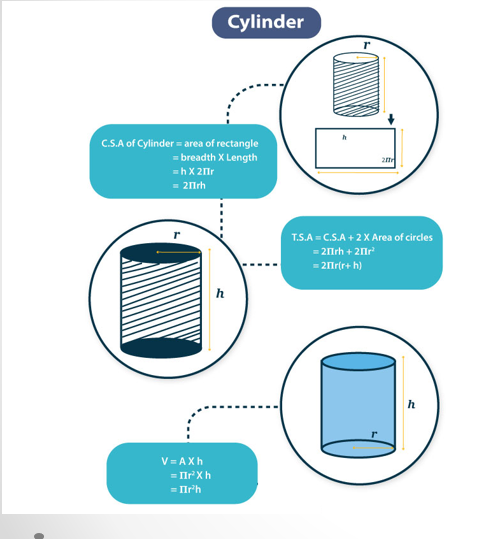 Cylinder
r
h
2Πr
C.S.A of Cylinder = area of rectangle
= breadth X Length
= h X 2Πr
= 2Πrh
r
h
T.S.A = C.S.A + 2 X Area of circles
= 2Πrh + 2Πr²
= 2Πr(r+ h)
h
r
V = A X h
= Πr² X h
= Πr²h